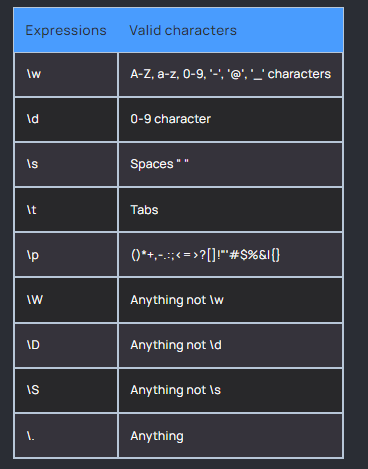 Expressions Valid characters
\w A-Z, a-z, 0-9, '-', '@', '_' characters
\d 0-9 character
\s Spaces " "
\t Tabs
\p ()*+,-.:;<=>?[]!"'#$%&|{}
\W Anything not \w
\D Anything not \d
\S Anything not \s
\. Anything